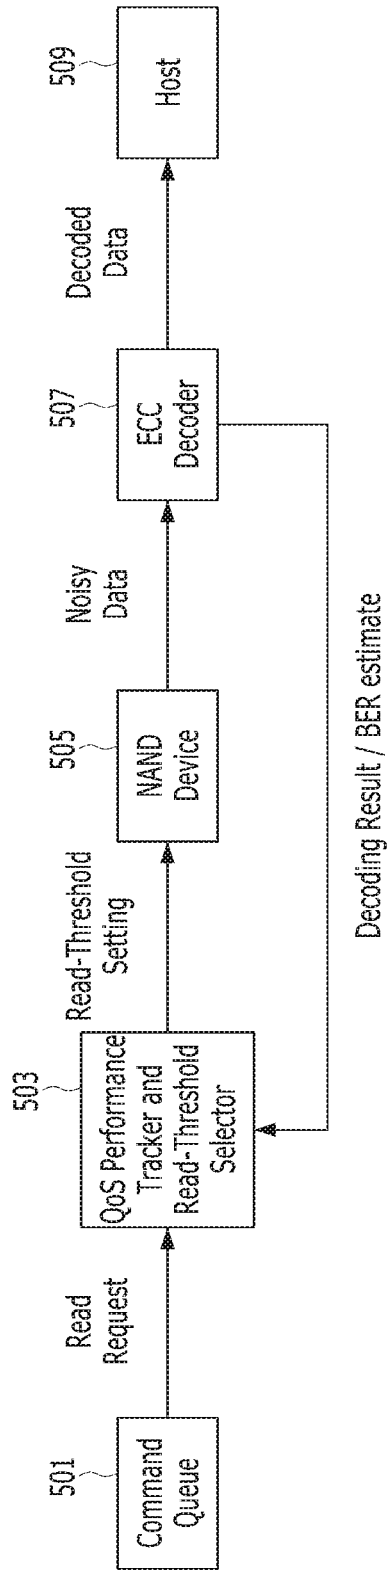 501
Command
Queue
Read
Request
503
QoS Performance
Tracker and
Read-Threshold
Selector
Read-Threshold
Setting
505
NAND
Device
Noisy
Data
507
ECC
Decoder
Decoded
Data
509
Host
Decoding Result / BER estimate